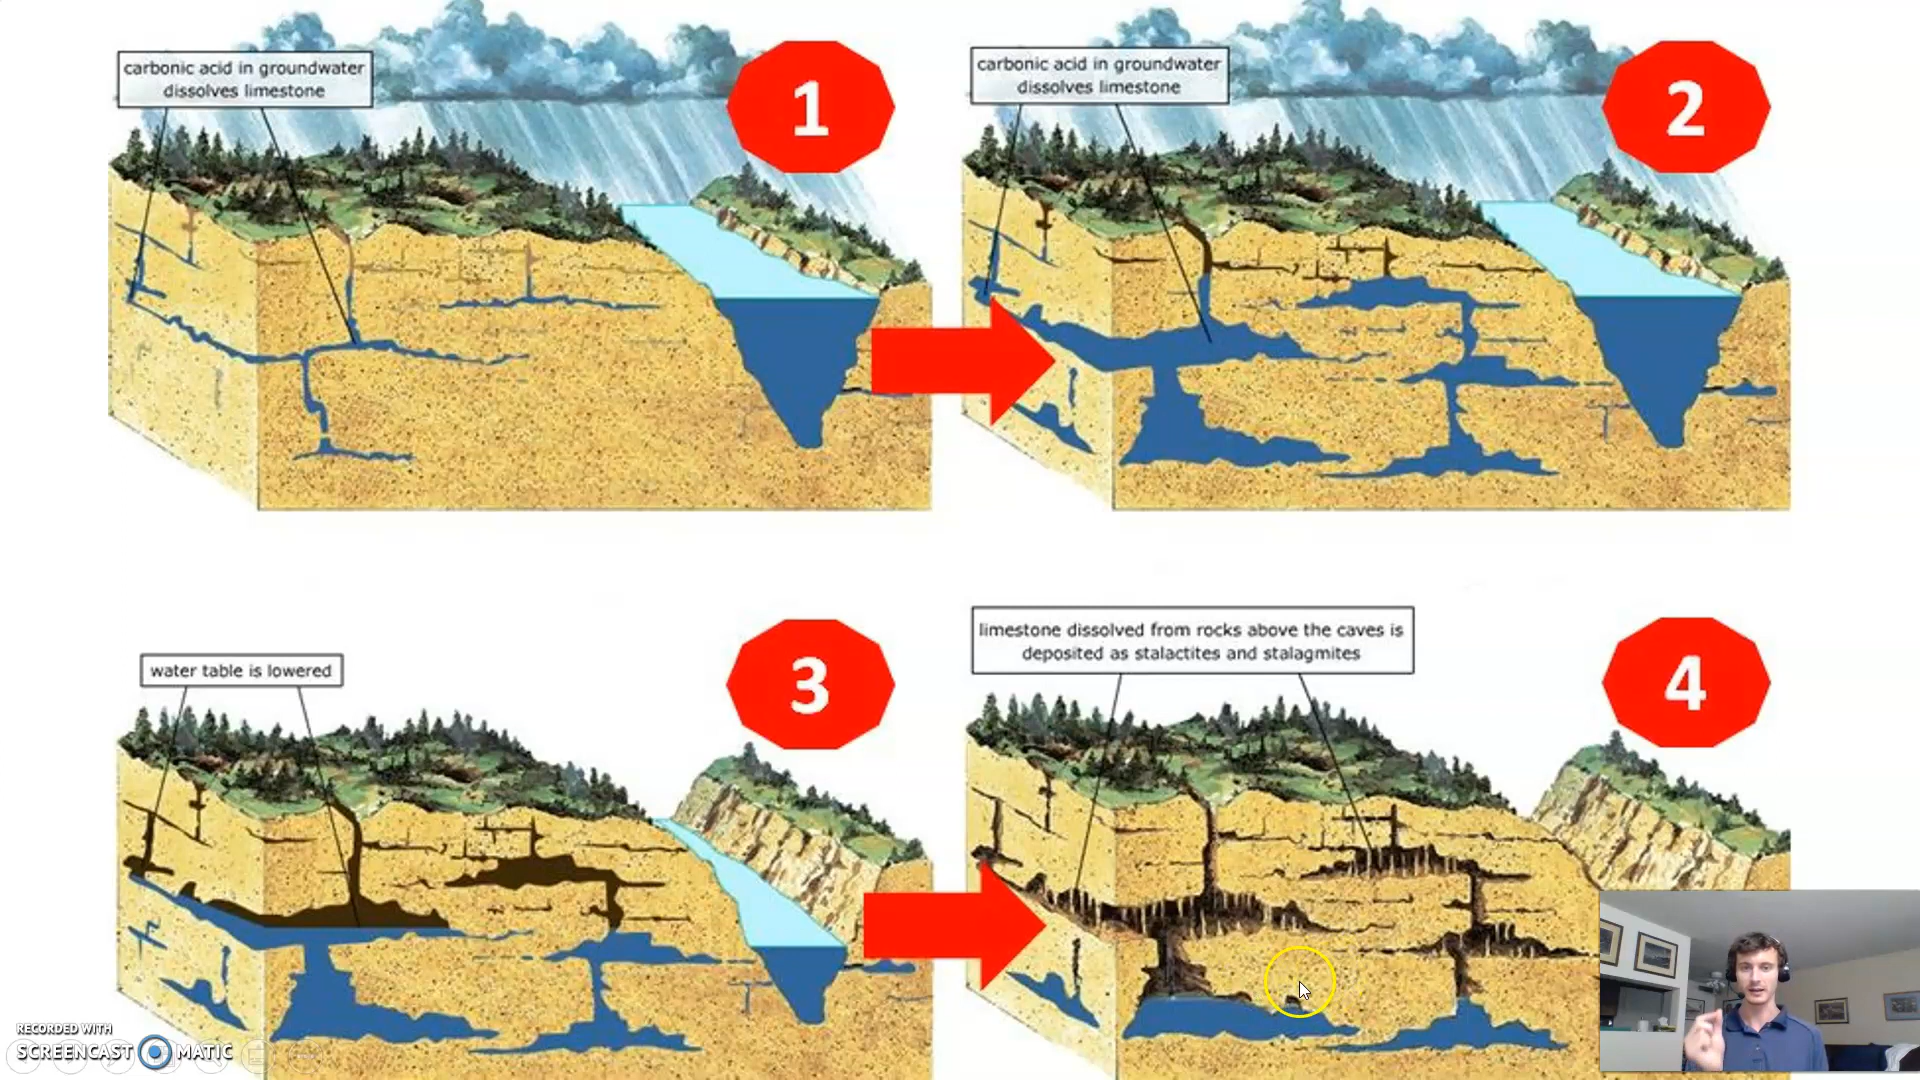 carbonic acid in groundwater
dissolves limestone
1
carbonic acid in groundwater
dissolves limestone
2
water table is lowered
3
limestone dissolved from rocks above the caves is
deposited as stalactites and stalagmites
4
RECORDED WITH
SCREENCAST MATIC